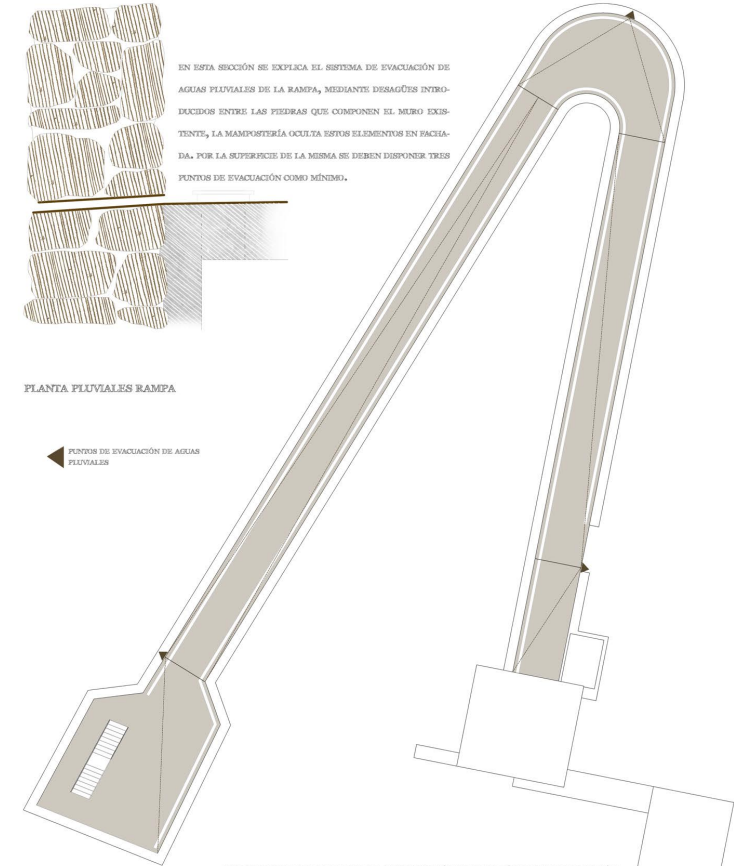 EN ESTA SECCIÓN SE EXPLICA EL SISTEMA DE EVACUACIÓN DE
AGUAS PLUVIALES DE LA RAMPA, MEDIANTE DESAGÜES INTRO-
DUCIDOS ENTRE LAS PIEDRAS QUE COMPONEN EL MURO EXIS-
TENTE, LA MAMPOSTERÍA OCULTA ESTOS ELEMENTOS EN FACHA-
DA. POR LA SUPERFICIE DE LA MISMA SE DEBEN DISPONER TRES
PUNTOS DE EVACUACIÓN COMO MÍNIMO.
PLANTA PLUVIALES RAMPA
PUNTOS DE EVACUACIÓN DE AGUAS
PLUVIALES